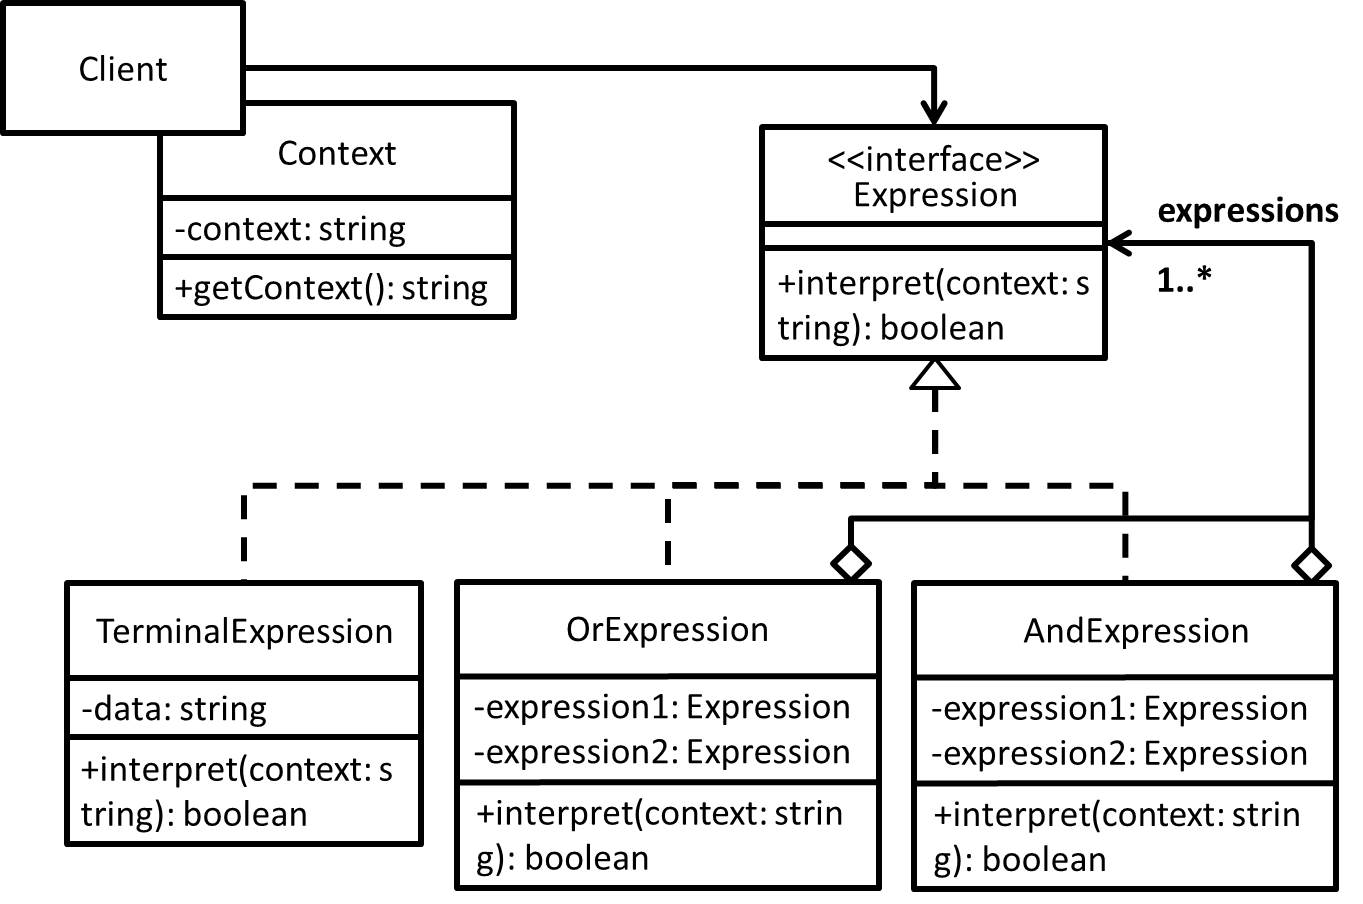 Client
Context
-context: string
+getContext(): string
<<interface>>
Expression
+interpret(context: s
tring): boolean
expressions
1..*
TerminalExpression
-data: string
+interpret(context: s
tring): boolean
OrExpression
-expression1: Expression
-expression2: Expression
+interpret(context: strin
g): boolean
AndExpression
-expression1: Expression
-expression2: Expression
+interpret(context: strin
g): boolean